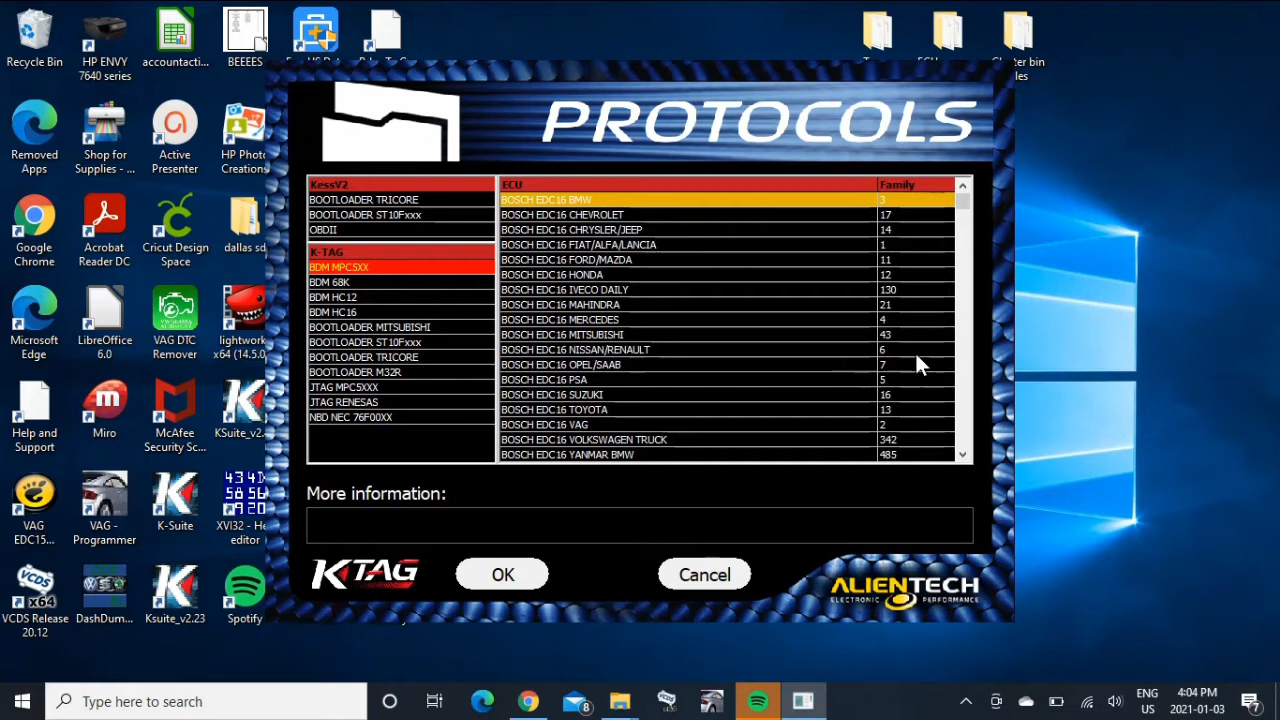 Recycle Bin
HP ENVY
7640 series
accountacti...
BEEEES
PROTOCOLS
KessV2
BOOTLOADER TRICORE
BOOTLOADER ST10Fxxx
OBDII
K-TAG
BDM MPC5XX
BDM 68K
BDM HC12
BDM HC16
BOOTLOADER MITSUBISHI
BOOTLOADER ST10Fxxx
BOOTLOADER TRICORE
BOOTLOADER M32R
JTAG MPC5XXX
JTAG RENESAS
NBD NEC 76F00XX
ECU Family
BOSCH EDC16 BMW 3
BOSCH EDC16 CHEVROLET 17
BOSCH EDC16 CHRYSLER/JEEP 14
BOSCH EDC16 FIAT/ALFA/LANCIA 1
BOSCH EDC16 FORD/MAZDA 11
BOSCH EDC16 HONDA 12
BOSCH EDC16 IVECO DAILY 130
BOSCH EDC16 MAHINDRA 21
BOSCH EDC16 MERCEDES 4
BOSCH EDC16 MITSUBISHI 43
BOSCH EDC16 NISSAN/RENAULT 6
BOSCH EDC16 OPEL/SAAB 7
BOSCH EDC16 PSA 5
BOSCH EDC16 SUZUKI 16
BOSCH EDC16 TOYOTA 13
BOSCH EDC16 VAG 2
BOSCH EDC16 VOLKSWAGEN TRUCK 342
BOSCH EDC16 YANMAR BMW 485
More information:
KTAG
OK
Cancel
ALIENTECH
ELECTRONIC PERFORMANCE
Removed
Apps
Shop for
Supplies - ...
Active
Presenter
HP Photo
Creations
Google
Chrome
Acrobat
Reader DC
Cricut Design
Space
dallas sd
Microsoft
Edge
LibreOffice
6.0
VAG DTC
Remover
lightwork
x64 (14.5.0
Help and
Support
Miro
McAfee
Security Sc...
KSuite_v2.
VAG
EDC15...
VAG -
Programmer
K-Suite
XVI32 - He
editor
x64
VCDS Release
20.12
DashDum...
Ksuite_v2.23
Spotify
Type here to search
8
ENG
US
4:04 PM
2021-01-03
7